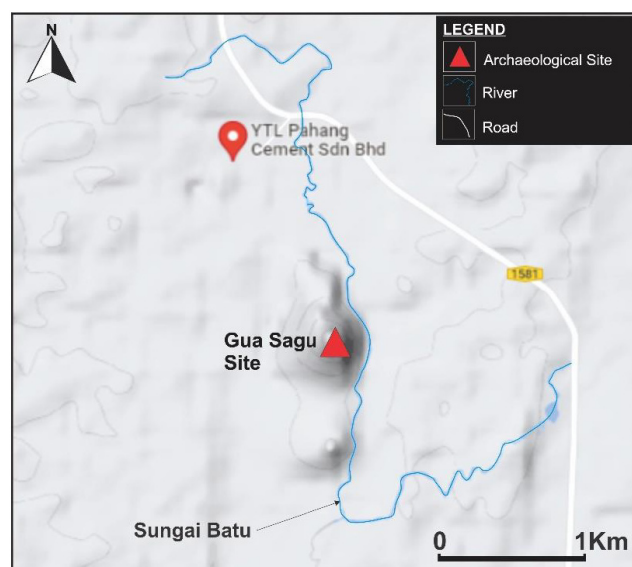 N
LEGEND
Archaeological Site
River
Road
YTL Pahang
Cement Sdn Bhd
1581
Gua Sagu
Site
Sungai Batu
0 1Km